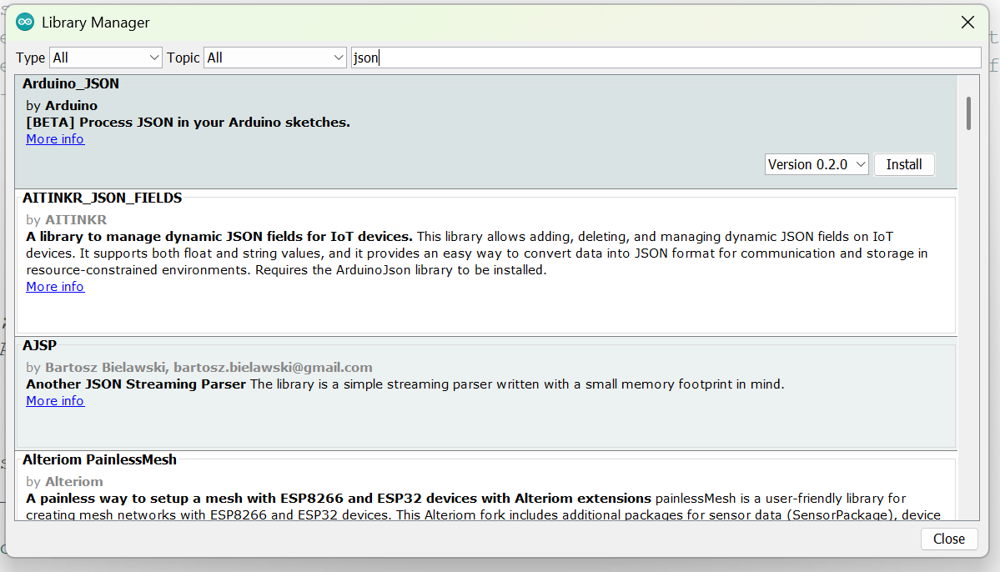 Library Manager
Type All Topic All json
Arduino_JSON
by Arduino
[BETA] Process JSON in your Arduino sketches.
More info
Version 0.2.0 Install
AITINKR_JSON_FIELDS
by AITINKR
A library to manage dynamic JSON fields for IoT devices. This library allows adding, deleting, and managing dynamic JSON fields on IoT
devices. It supports both float and string values, and it provides an easy way to convert data into JSON format for communication and storage in
resource-constrained environments. Requires the ArduinoJson library to be installed.
More info
AJSP
by Bartosz Bielawski, bartosz.bielawski@gmail.com
Another JSON Streaming Parser The library is a simple streaming parser written with a small memory footprint in mind.
More info
Alteriom PainlessMesh
by Alteriom
A painless way to setup a mesh with ESP8266 and ESP32 devices with Alteriom extensions painlessMesh is a user-friendly library for
creating mesh networks with ESP8266 and ESP32 devices. This Alteriom fork includes additional packages for sensor data (SensorPackage), device
Close